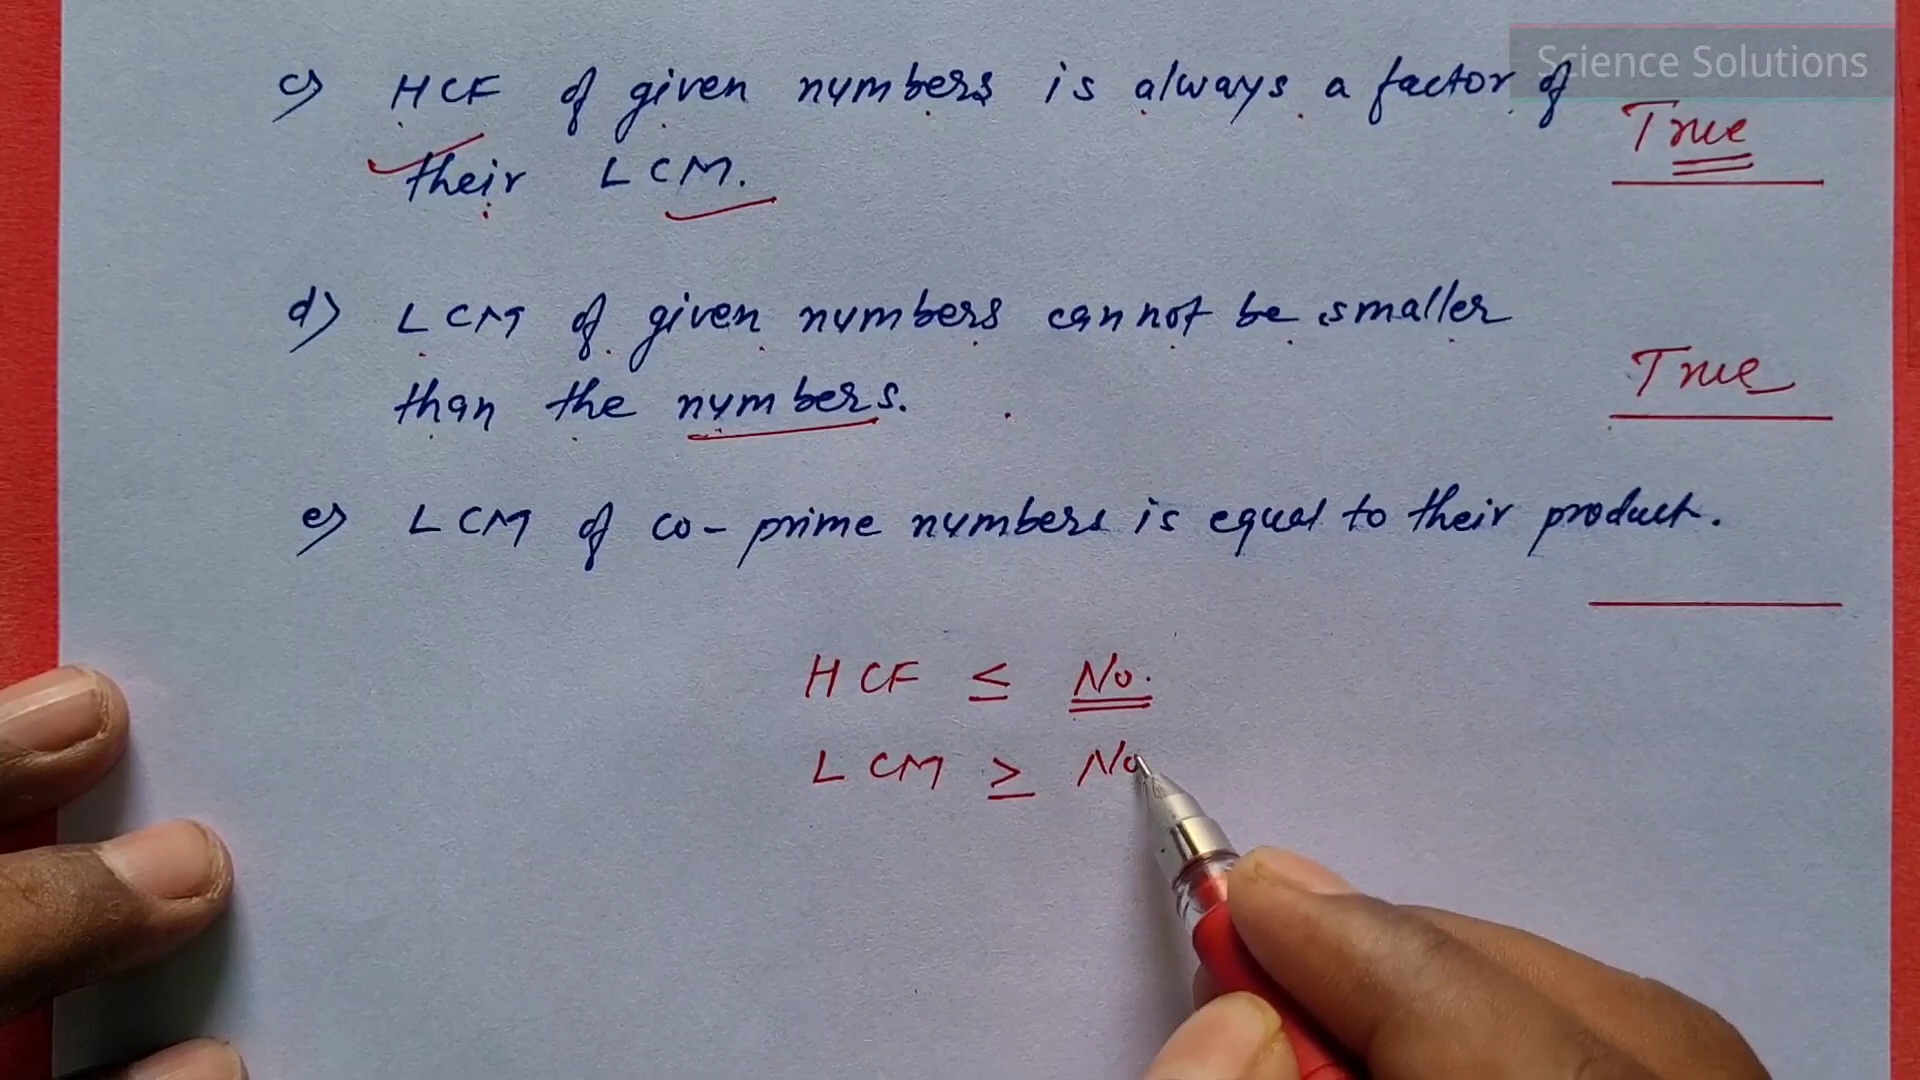 Science Solutions
c) HCF of given numbers is always a factor of
their LCM.
True
d) LCM of given numbers cannot be smaller
than the numbers.
True
e) LCM of co-prime numbers is equal to their product.
HCF ≤ No.
LCM ≥ No